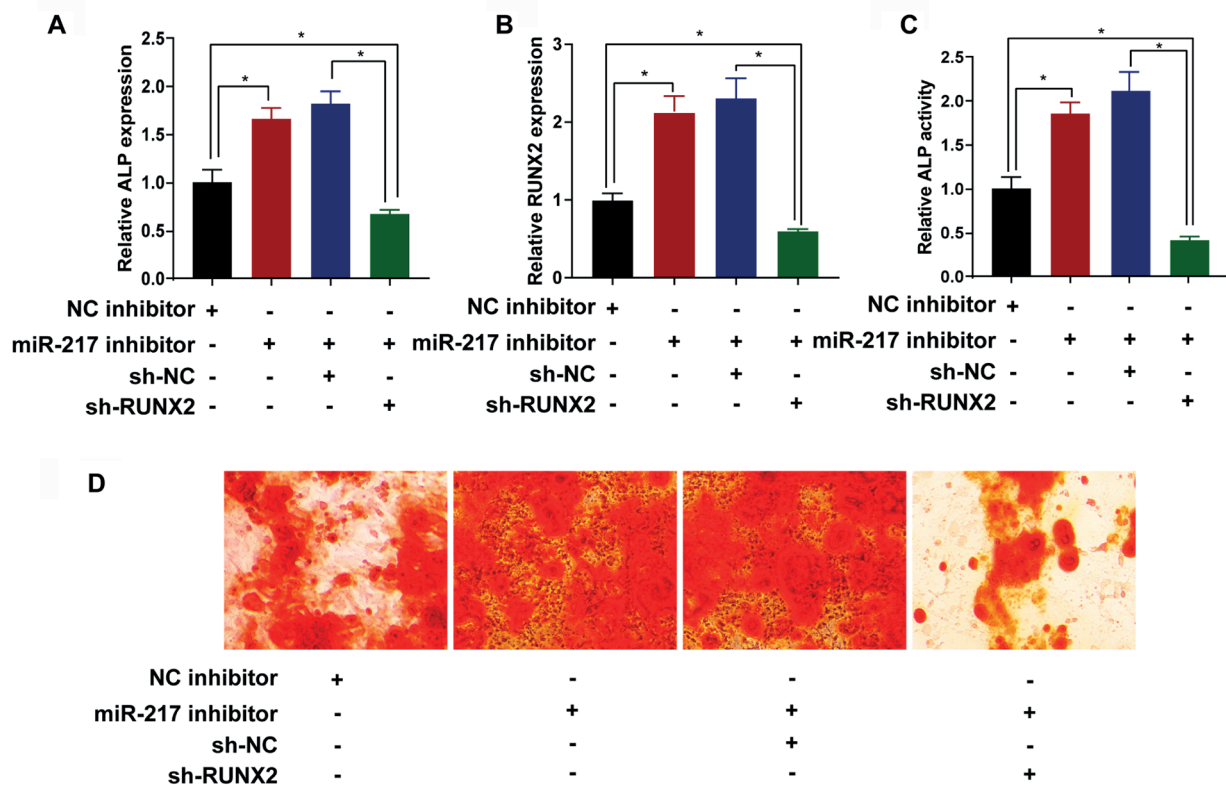 A
Relative ALP expression
2.5
2.0
1.5
1.0
0.5
0.0
*
*
*
NC inhibitor + - - -
miR-217 inhibitor - + + +
sh-NC - - + -
sh-RUNX2 - - - +
B
Relative RUNX2 expression
3
2
1
0
*
*
*
NC inhibitor + - - -
miR-217 inhibitor - + + +
sh-NC - - + -
sh-RUNX2 - - - +
C
Relative ALP activity
2.5
2.0
1.5
1.0
0.5
0.0
*
*
*
NC inhibitor + - - -
miR-217 inhibitor - + + +
sh-NC - - + -
sh-RUNX2 - - - +
D
NC inhibitor + - - -
miR-217 inhibitor - + + +
sh-NC - - + -
sh-RUNX2 - - - +